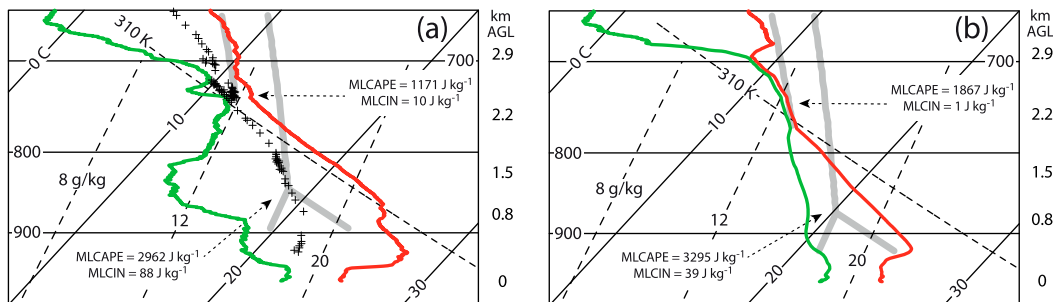 (a)
0 C
310 K
700
MLCAPE = 1171 J kg-1
MLCIN = 10 J kg-1
10
800
8 g/kg
12
900
MLCAPE = 2962 J kg-1
MLCIN = 88 J kg-1
20
20
30
km
AGL
2.9
2.2
1.5
0.8
0
(b)
0 C
700
310 K
MLCAPE = 1867 J kg-1
MLCIN = 1 J kg-1
10
800
8 g/kg
12
900
MLCAPE = 3295 J kg-1
MLCIN = 39 J kg-1
20
20
30
km
AGL
2.9
2.2
1.5
0.8
0